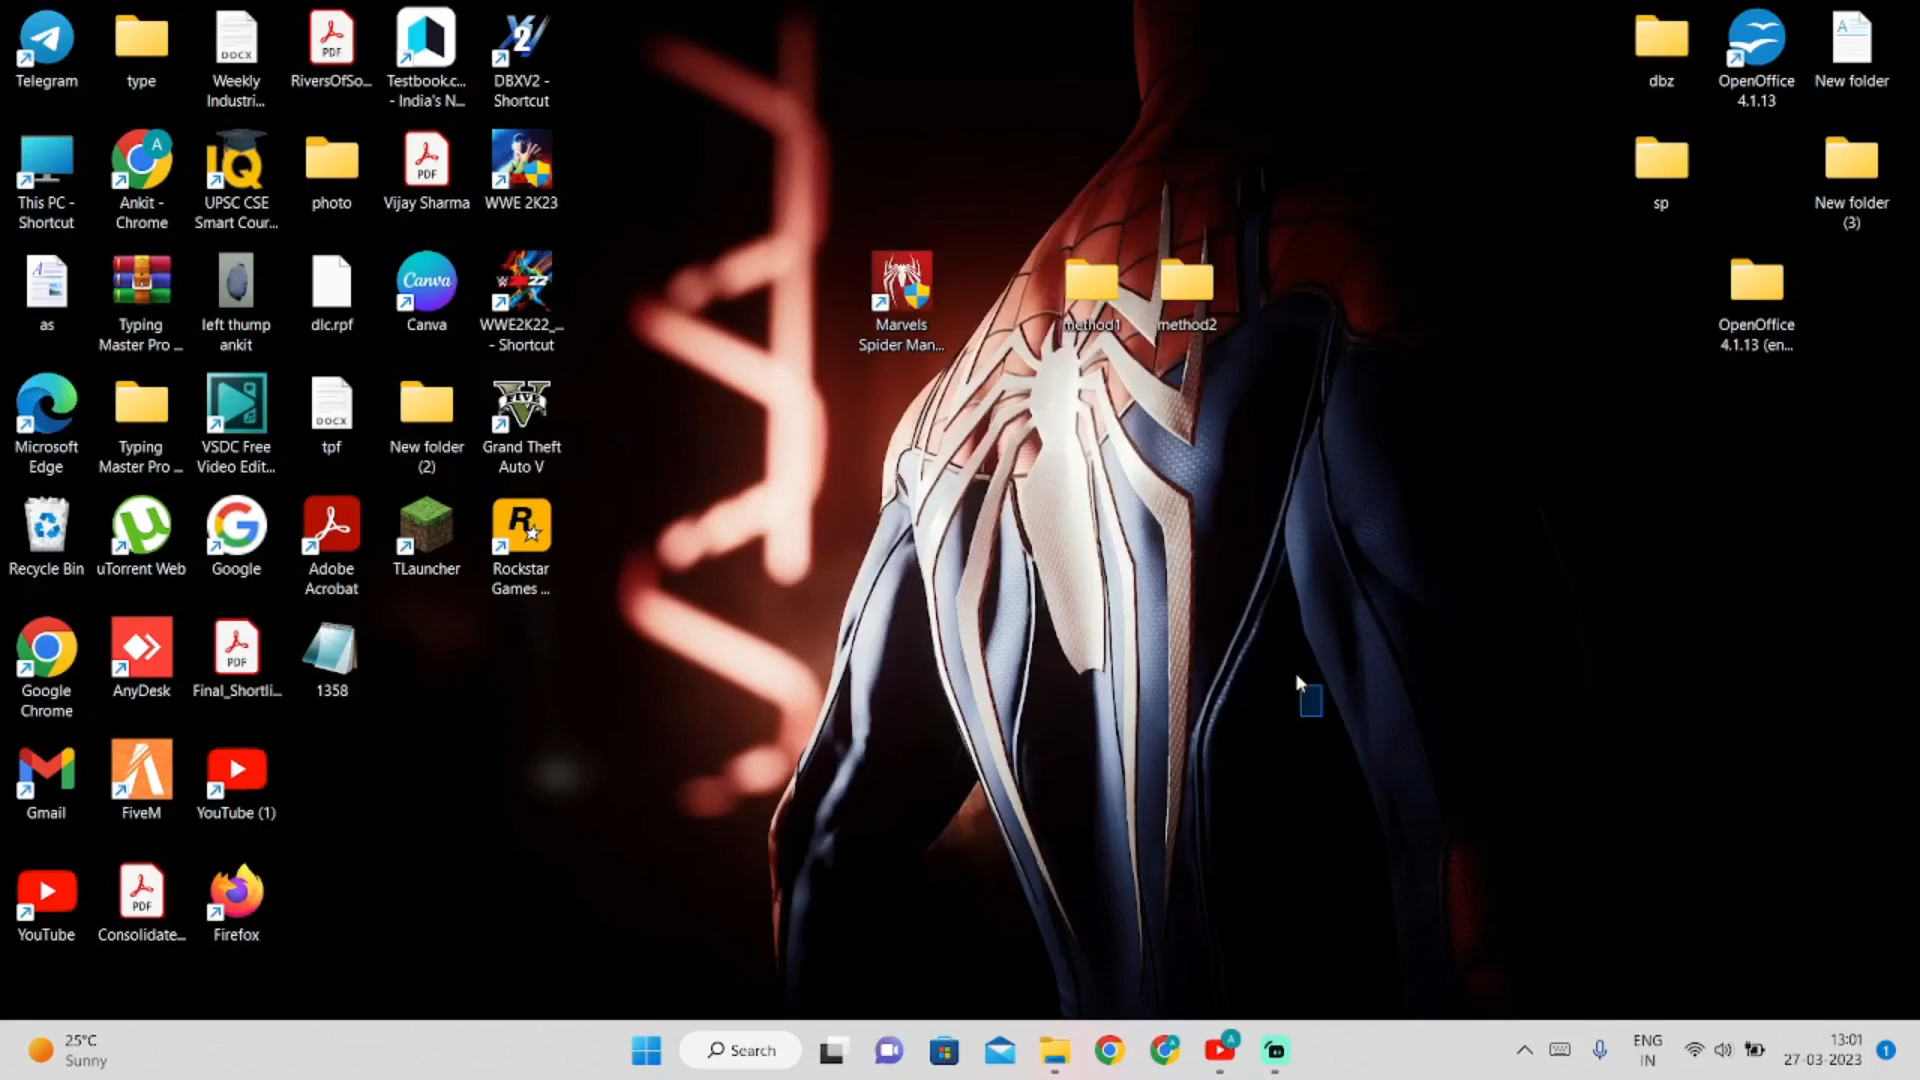 Telegram
type
Weekly
Industri...
RiversOfSo...
Testbook.c...
- India's N...
DBXV2 -
Shortcut
dbz
OpenOffice
4.1.13
New folder
This PC -
Shortcut
Ankit -
Chrome
UPSC CSE
Smart Cour...
photo
Vijay Sharma
WWE 2K23
sp
New folder
(3)
as
Typing
Master Pro ...
left thump
ankit
dlc.rpf
Canva
WWE2K22_...
- Shortcut
Marvels
Spider Man...
method1
method2
OpenOffice
4.1.13 (en...
Microsoft
Edge
Typing
Master Pro ...
VSDC Free
Video Edit...
tpf
New folder
(2)
Grand Theft
Auto V
Recycle Bin
uTorrent Web
Google
Adobe
Acrobat
TLauncher
Rockstar
Games ...
Google
Chrome
AnyDesk
Final_Shortli...
1358
Gmail
FiveM
YouTube (1)
YouTube
Consolidate...
Firefox
25°C
Sunny
Search
ENG
IN
13:01
27-03-2023
1